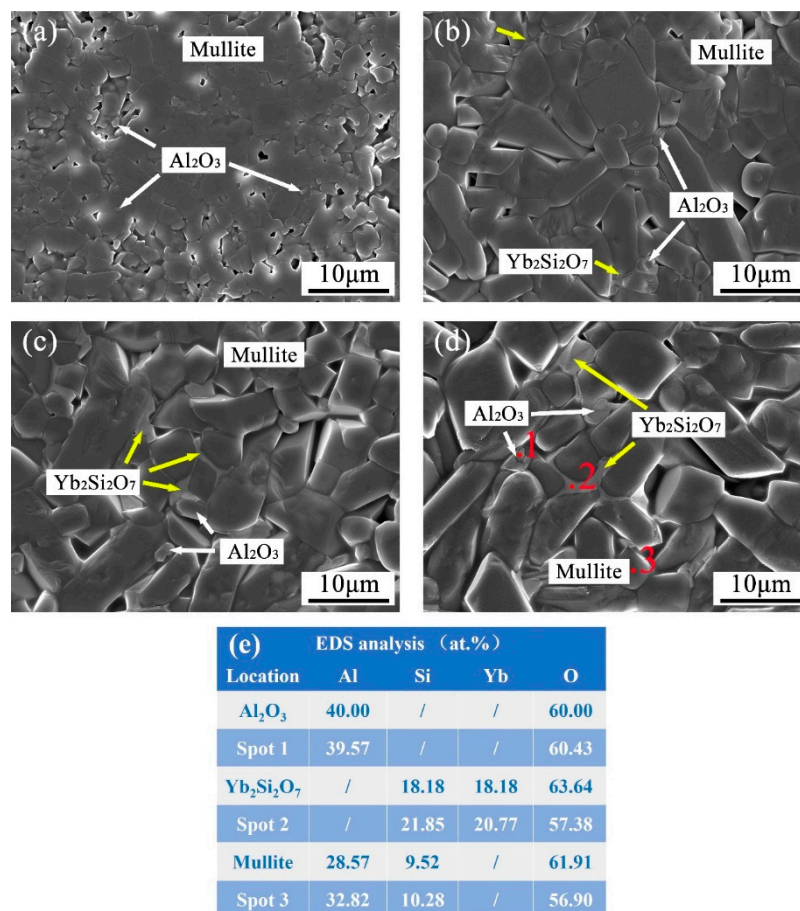 (a)
Mullite
Al₂O₃
10μm
(b)
Mullite
Al₂O₃
Yb₂Si₂O₇
10μm
(c)
Mullite
Yb₂Si₂O₇
Al₂O₃
10μm
(d)
Al₂O₃
Yb₂Si₂O₇
.1
.2
Mullite .3
10μm
(e) EDS analysis （at.%）
Location Al Si Yb O
Al₂O₃ 40.00 / / 60.00
Spot 1 39.57 / / 60.43
Yb₂Si₂O₇ / 18.18 18.18 63.64
Spot 2 / 21.85 20.77 57.38
Mullite 28.57 9.52 / 61.91
Spot 3 32.82 10.28 / 56.90